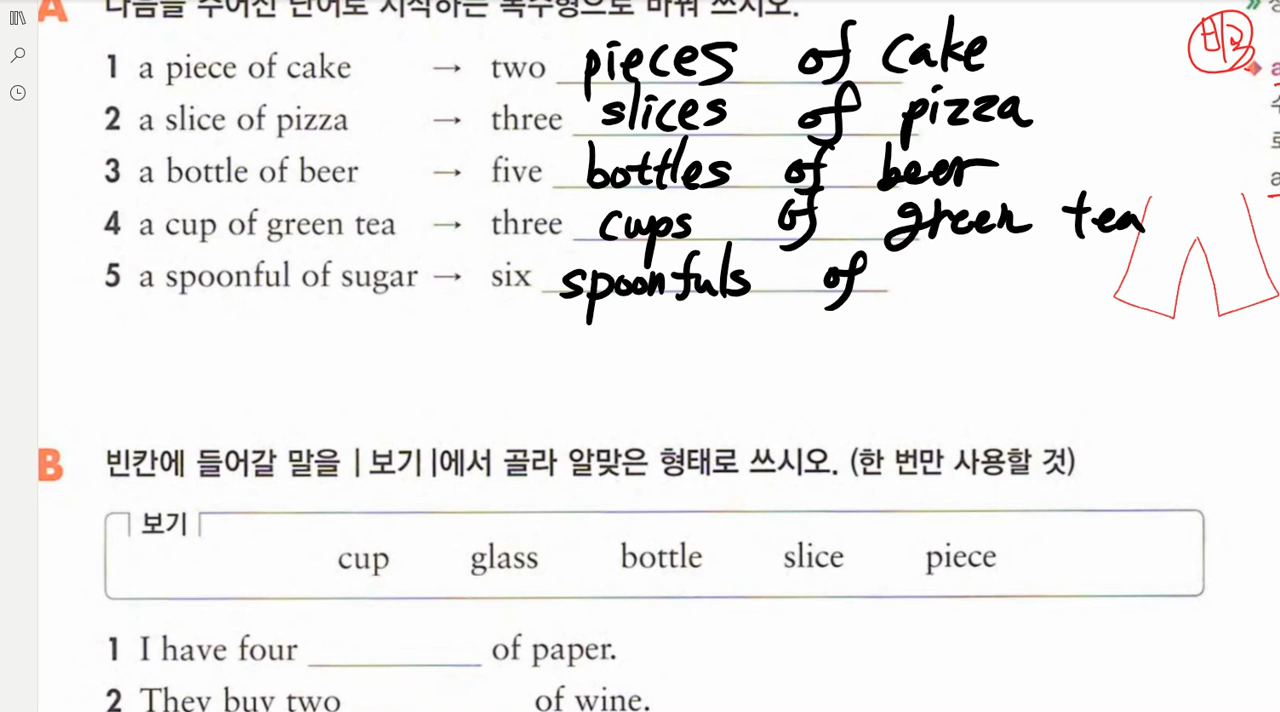 A 다음을 주어진 단어로 시작하는 복수형으로 바꿔 쓰시오.
1 a piece of cake → two pieces of cake
2 a slice of pizza → three slices of pizza
3 a bottle of beer → five bottles of beer
4 a cup of green tea → three cups of green tea
5 a spoonful of sugar → six spoonfuls of
B 빈칸에 들어갈 말을 | 보기 |에서 골라 알맞은 형태로 쓰시오. (한 번만 사용할 것)
보기
cup glass bottle slice piece
1 I have four ________ of paper.
2 They buy two ________ of wine.